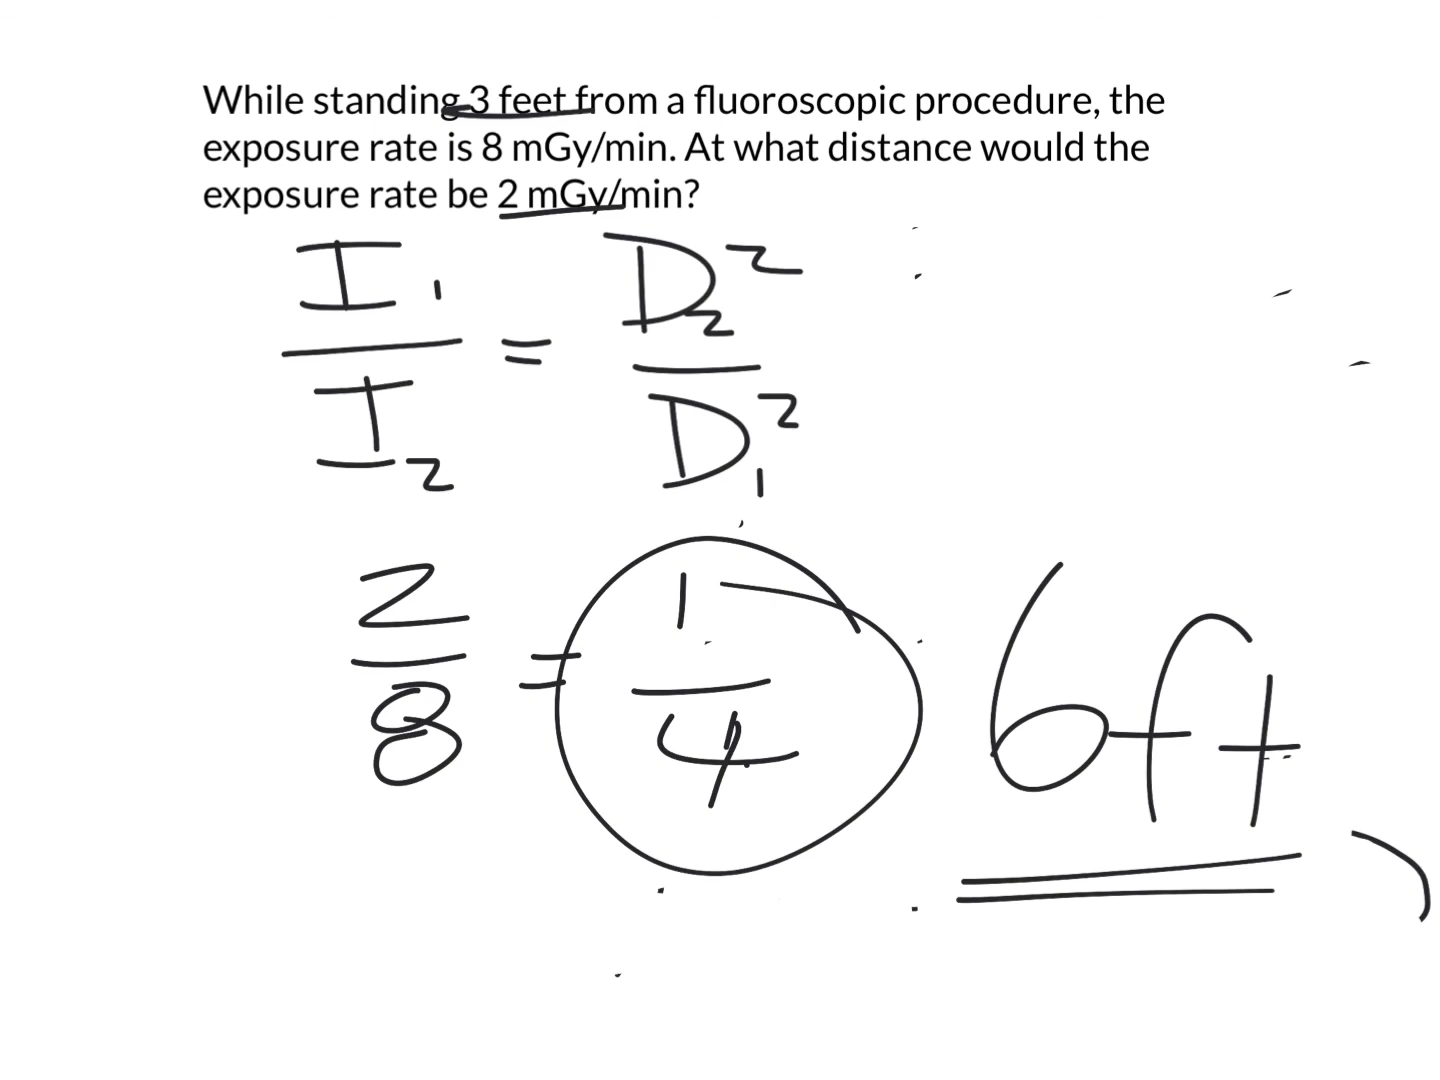 While standing 3 feet from a fluoroscopic procedure, the
exposure rate is 8 mGy/min. At what distance would the
exposure rate be 2 mGy/min?
I₁ / I₂ = D₂² / D₁²
2 / 8 = 1 / 4
6ft